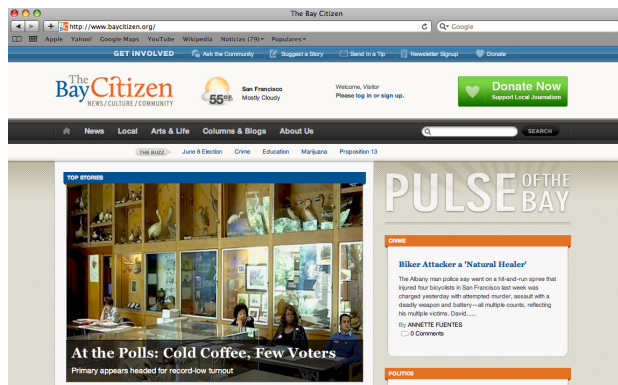 The Bay Citizen
http://www.baycitizen.org/
Google
Apple Yahoo! Google Maps YouTube Wikipedia Noticias (79) Populares
GET INVOLVED Ask the Community Suggest a Story Send in a Tip Newsletter Signup Donate
The
Bay Citizen
NEWS/CULTURE/COMMUNITY
55°F
San Francisco
Mostly Cloudy
Welcome, Visitor
Please log in or sign up.
Donate Now
Support Local Journalism
News Local Arts & Life Columns & Blogs About Us SEARCH
THE BUZZ June 8 Election Crime Education Marijuana Proposition 13
TOP STORIES
At the Polls: Cold Coffee, Few Voters
Primary appears headed for record-low turnout
PULSE OF THE BAY
CRIME
Biker Attacker a 'Natural Healer'
The Albany man police say went on a hit-and-run spree that
injured four bicyclists in San Francisco last week was
charged yesterday with attempted murder, assault with a
deadly weapon and battery—all multiple counts, reflecting
his multiple victims. David......
By ANNETTE FUENTES
0 Comments
POLITICS